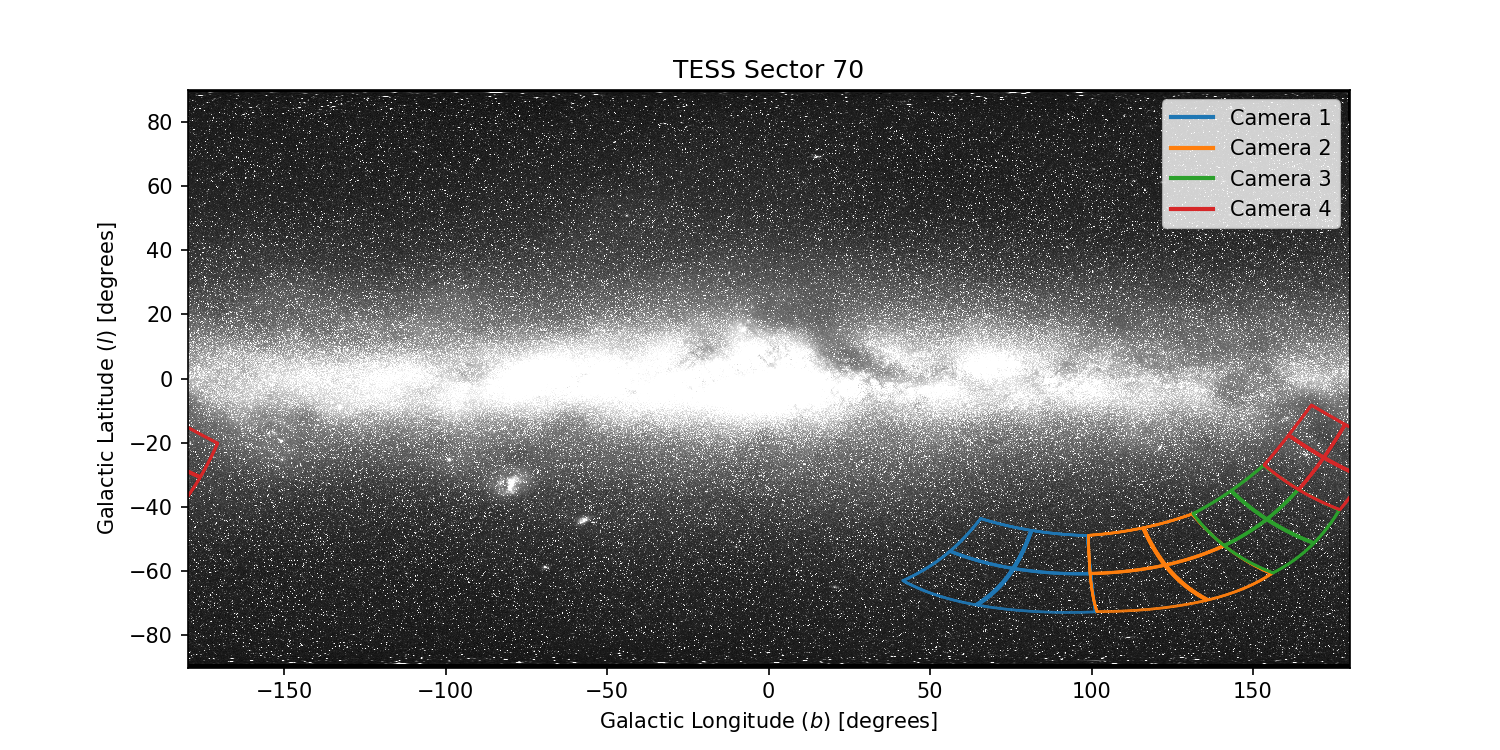 TESS Sector 70
Camera 1
Camera 2
Camera 3
Camera 4
80
60
40
20
0
−20
−40
−60
−80
Galactic Latitude (l) [degrees]
−150
−100
−50
0
50
100
150
Galactic Longitude (b) [degrees]